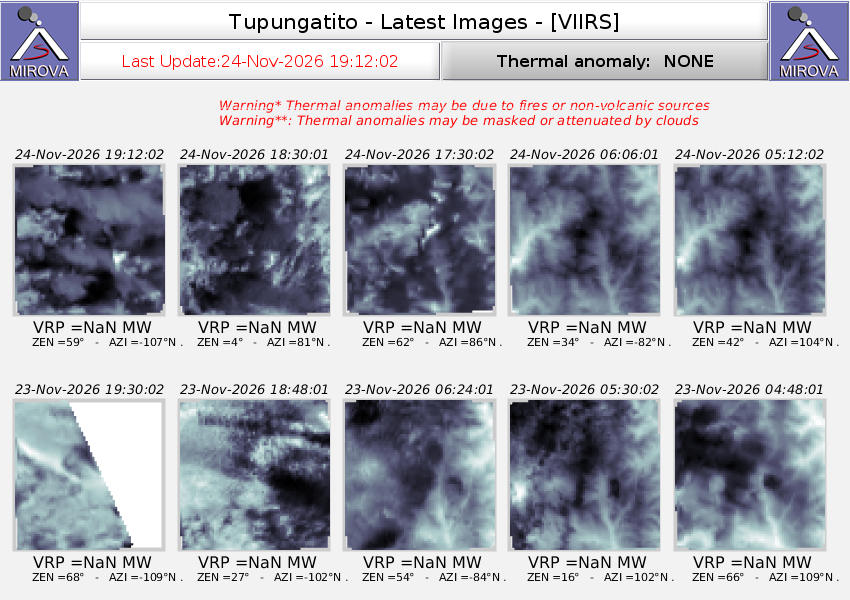 Tupungatito - Latest Images - [VIIRS]
MIROVA
Last Update:24-Nov-2026 19:12:02
Thermal anomaly: NONE
MIROVA
Warning* Thermal anomalies may be due to fires or non-volcanic sources
Warning**: Thermal anomalies may be masked or attenuated by clouds
24-Nov-2026 19:12:02 24-Nov-2026 18:30:01 24-Nov-2026 17:30:02 24-Nov-2026 06:06:01 24-Nov-2026 05:12:02
VRP =NaN MW VRP =NaN MW VRP =NaN MW VRP =NaN MW VRP =NaN MW
ZEN =59° - AZI =-107°N . ZEN =4° - AZI =81°N . ZEN =62° - AZI =86°N . ZEN =34° - AZI =-82°N . ZEN =42° - AZI =104°N .
23-Nov-2026 19:30:02 23-Nov-2026 18:48:01 23-Nov-2026 06:24:01 23-Nov-2026 05:30:02 23-Nov-2026 04:48:01
VRP =NaN MW VRP =NaN MW VRP =NaN MW VRP =NaN MW VRP =NaN MW
ZEN =68° - AZI =-109°N . ZEN =27° - AZI =-102°N . ZEN =54° - AZI =-84°N . ZEN =16° - AZI =102°N . ZEN =66° - AZI =109°N .